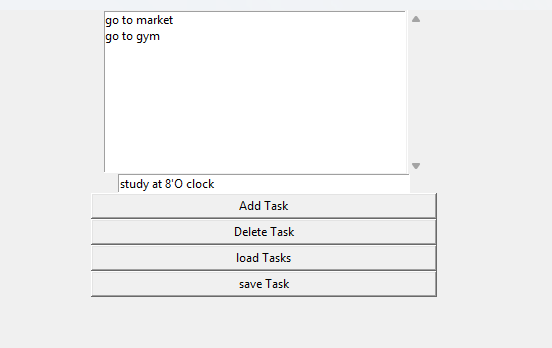 go to market
go to gym
study at 8'O clock
Add Task
Delete Task
load Tasks
save Task